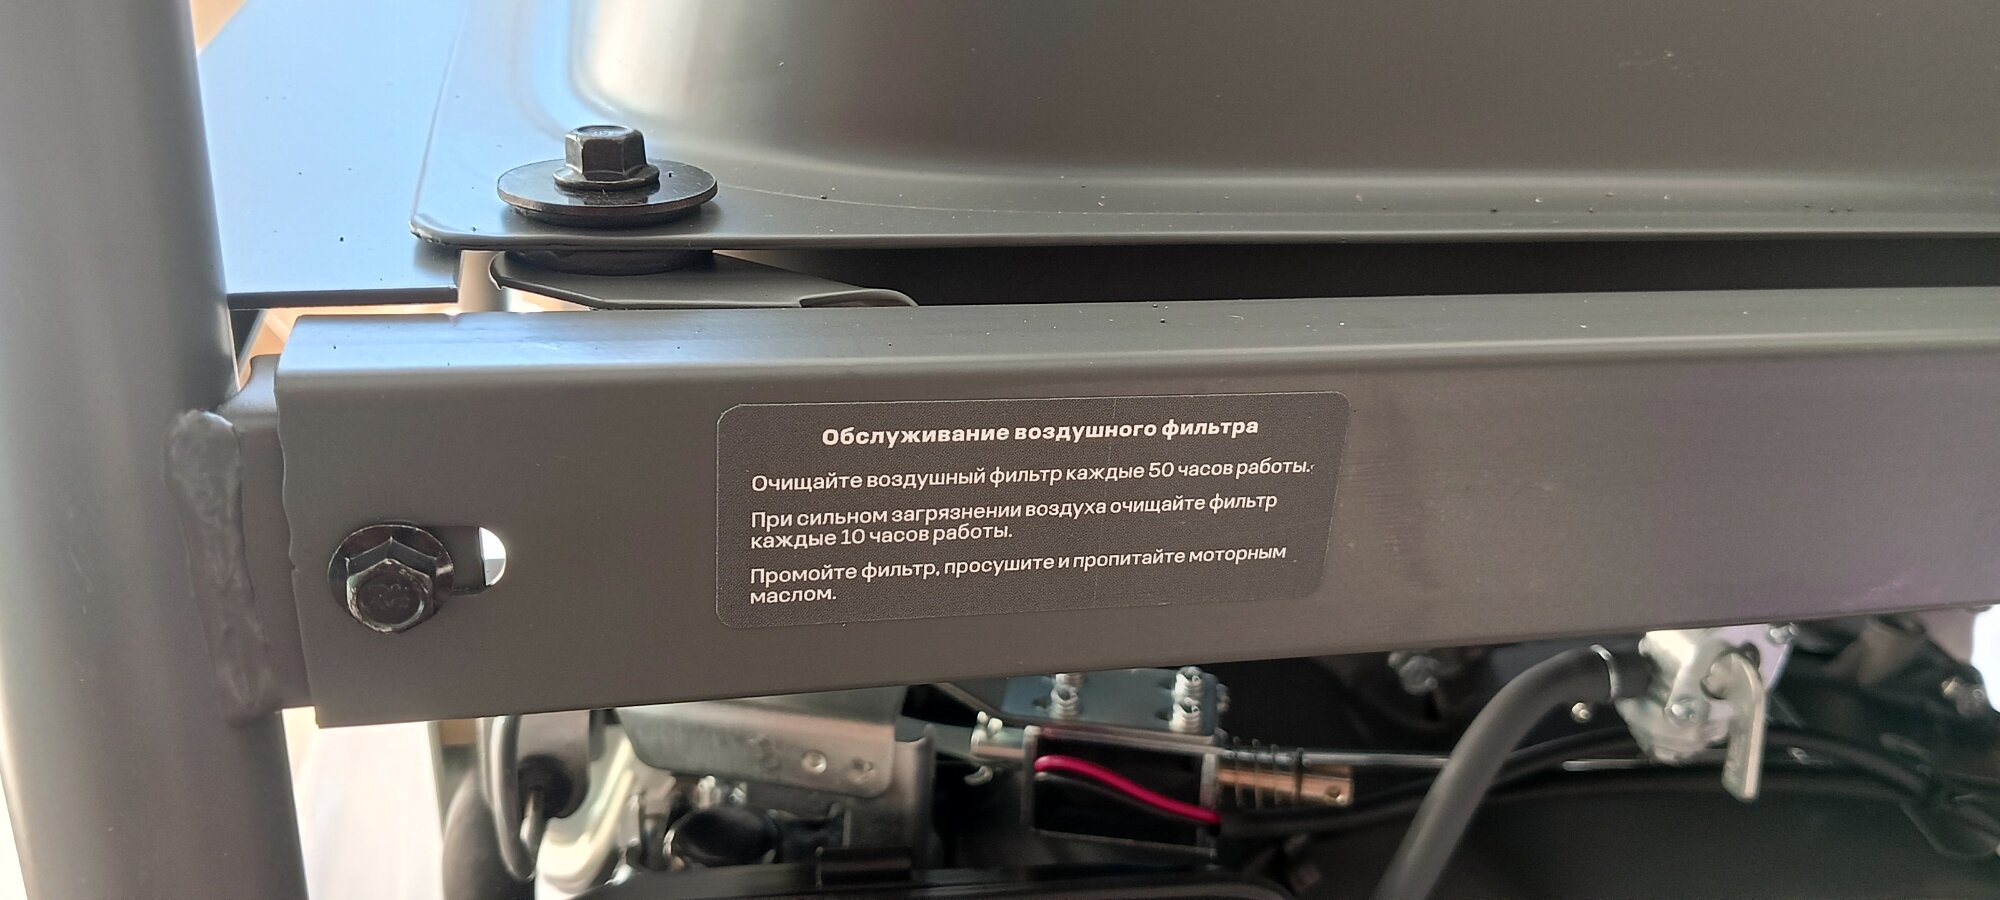 Обслуживание воздушного фильтра
Очищайте воздушный фильтр каждые 50 часов работы.
При сильном загрязнении воздуха очищайте фильтр
каждые 10 часов работы.
Промойте фильтр, просушите и пропитайте моторным
маслом.